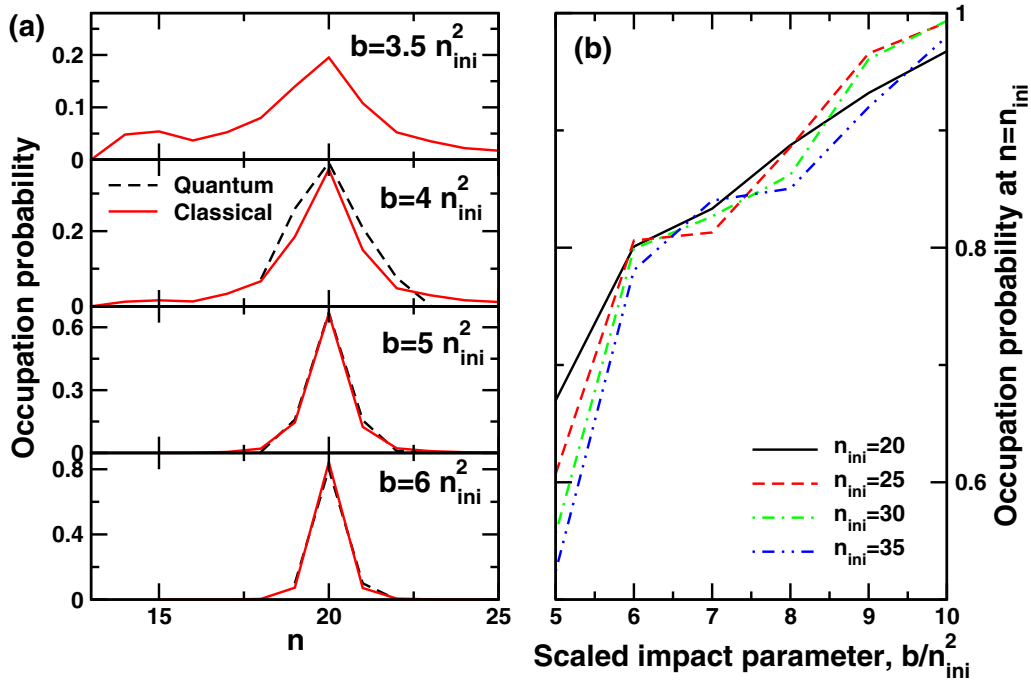 (a)
b=3.5 n²ini
0.2
0.1
0
Quantum
Classical
b=4 n²ini
0.2
0
b=5 n²ini
0.6
0.3
0
b=6 n²ini
0.8
0.4
0
15 20 25
n
Occupation probability
(b)
1
0.8
0.6
nini=20
nini=25
nini=30
nini=35
5 6 7 8 9 10
Scaled impact parameter, b/n²ini
Occupation probability at n=nini